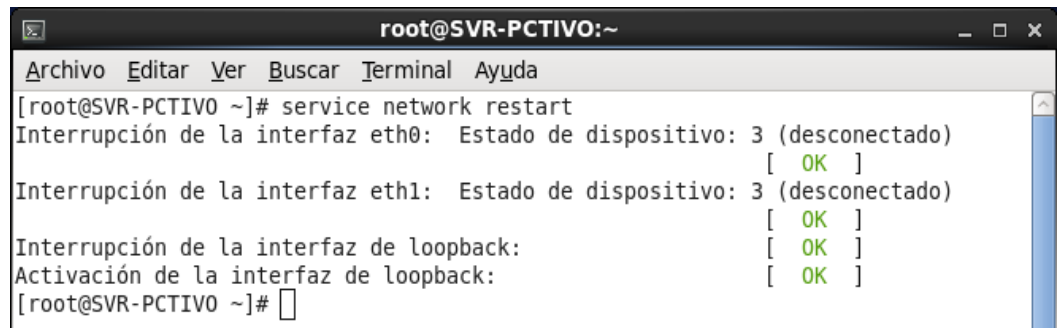 root@SVR-PCTIVO:~
Archivo Editar Ver Buscar Terminal Ayuda
[root@SVR-PCTIVO ~]# service network restart
Interrupción de la interfaz eth0:  Estado de dispositivo: 3 (desconectado)
[  OK  ]
Interrupción de la interfaz eth1:  Estado de dispositivo: 3 (desconectado)
[  OK  ]
Interrupción de la interfaz de loopback: [  OK  ]
Activación de la interfaz de loopback: [  OK  ]
[root@SVR-PCTIVO ~]#